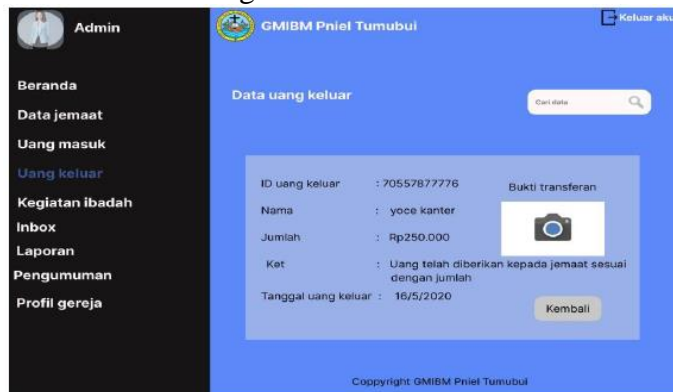 Admin
GMIBM Pniel Tumubui
Keluar aku
Beranda
Data jemaat
Uang masuk
Uang keluar
Kegiatan ibadah
Inbox
Laporan
Pengumuman
Profil gereja
Data uang keluar
Cari data
ID uang keluar : 70557877776
Bukti transferan
Nama : yoce kanter
Jumlah : Rp250.000
Ket : Uang telah diberikan kepada jemaat sesuai
dengan jumlah
Tanggal uang keluar : 16/5/2020
Kembali
Coppyright GMIBM Pniel Tumubui